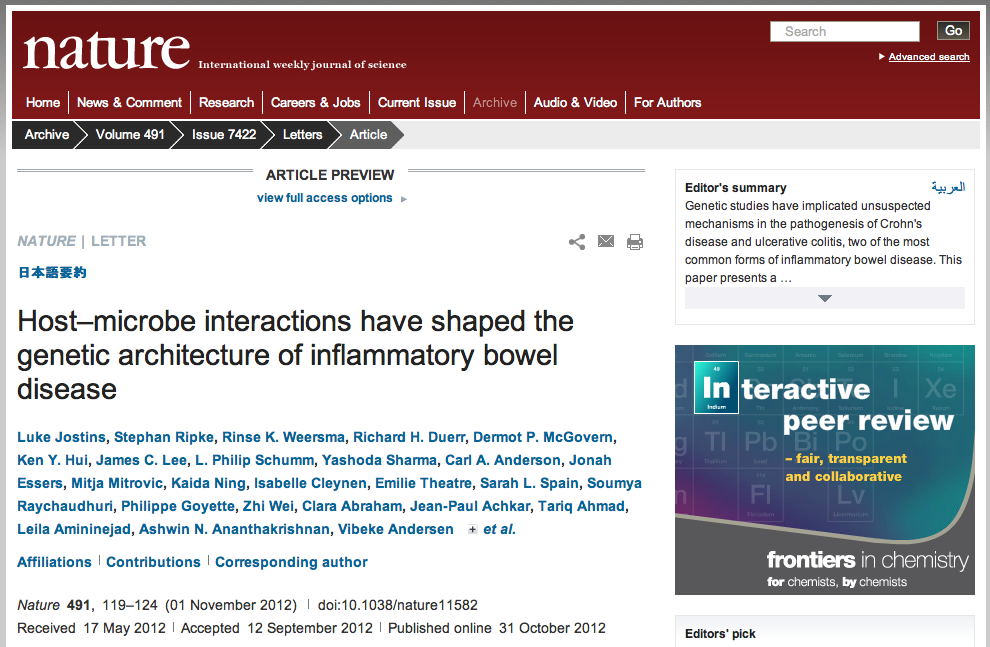 nature International weekly journal of science
Search Go
Advanced search
Home News & Comment Research Careers & Jobs Current Issue Archive Audio & Video For Authors
Archive Volume 491 Issue 7422 Letters Article
ARTICLE PREVIEW
view full access options
NATURE | LETTER
日本語要約
Host–microbe interactions have shaped the
genetic architecture of inflammatory bowel
disease
Luke Jostins, Stephan Ripke, Rinse K. Weersma, Richard H. Duerr, Dermot P. McGovern,
Ken Y. Hui, James C. Lee, L. Philip Schumm, Yashoda Sharma, Carl A. Anderson, Jonah
Essers, Mitja Mitrovic, Kaida Ning, Isabelle Cleynen, Emilie Theatre, Sarah L. Spain, Soumya
Raychaudhuri, Philippe Goyette, Zhi Wei, Clara Abraham, Jean-Paul Achkar, Tariq Ahmad,
Leila Amininejad, Ashwin N. Ananthakrishnan, Vibeke Andersen + et al.
Affiliations | Contributions | Corresponding author
Nature 491, 119–124 (01 November 2012) | doi:10.1038/nature11582
Received 17 May 2012 | Accepted 12 September 2012 | Published online 31 October 2012
Editor's summary العربية
Genetic studies have implicated unsuspected
mechanisms in the pathogenesis of Crohn's
disease and ulcerative colitis, two of the most
common forms of inflammatory bowel disease. This
paper presents a …
49
In
Indium
teractive
peer review
– fair, transparent
and collaborative
I Xe
Tl Pb Bi Po
Fl Lv
frontiers in chemistry
for chemists, by chemists
Editors' pick